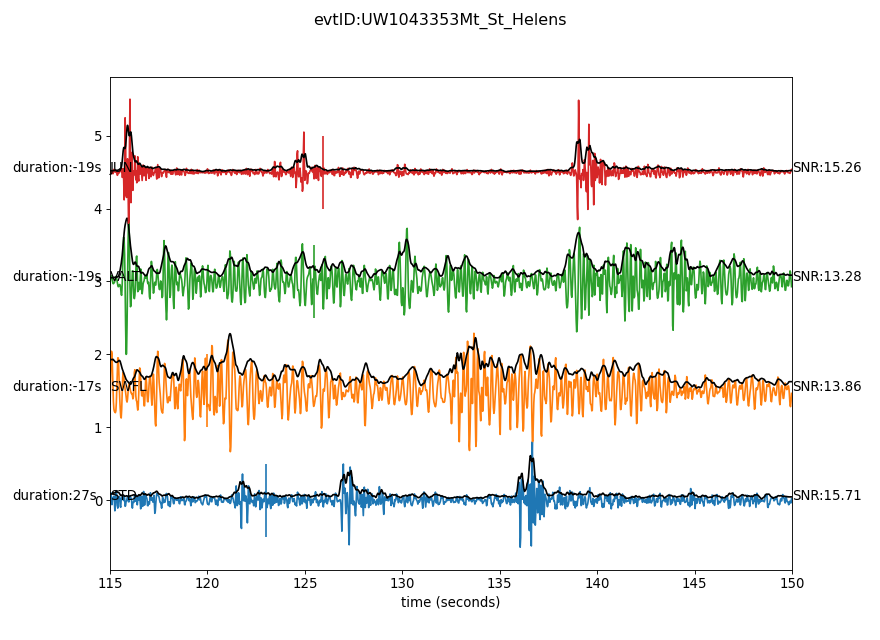 evtID:UW1043353Mt_St_Helens
5
duration:-19s JUN SNR:15.26
4
duration:-19s VALT SNR:13.28
3
2
duration:-17s SWFL SNR:13.86
1
duration:27s STD SNR:15.71
0
115 120 125 130 135 140 145 150
time (seconds)